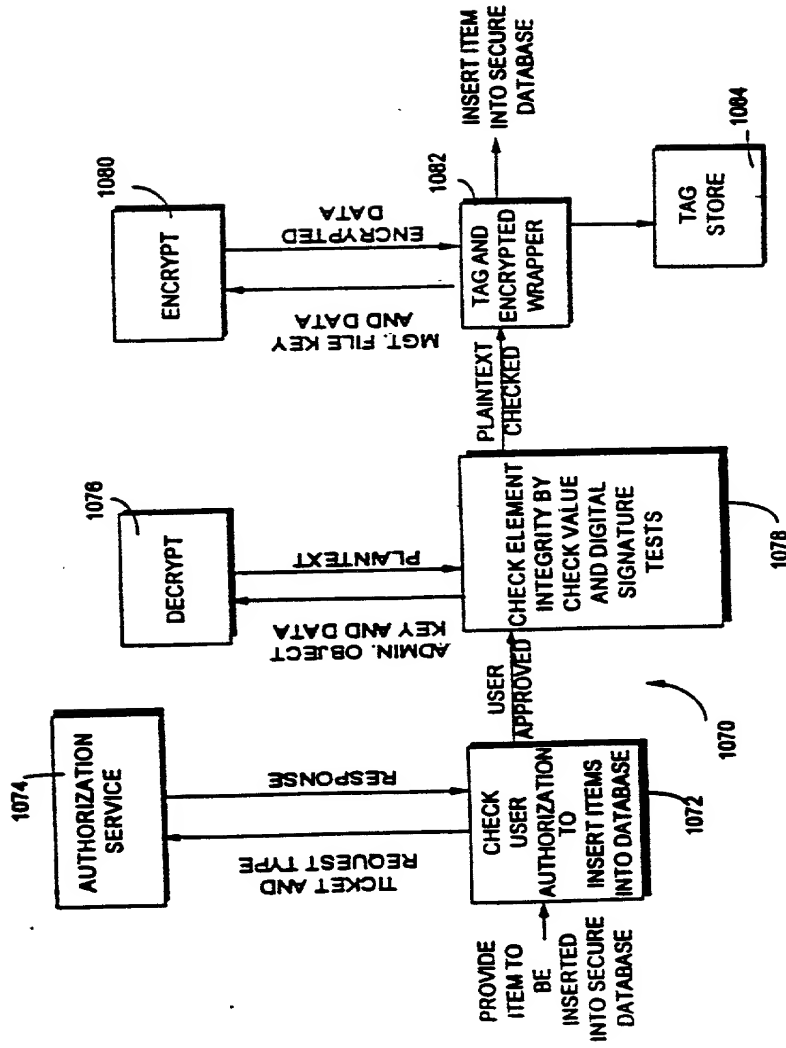 PROVIDE
ITEM TO
BE
INSERTED
INTO SECURE
DATABASE
CHECK
USER
AUTHORIZATION
TO
INSERT ITEMS
INTO DATABASE
1072
TICKET AND
REQUEST TYPE
RESPONSE
AUTHORIZATION
SERVICE
1074
USER
APPROVED
1070
CHECK ELEMENT
INTEGRITY BY
CHECK VALUE
AND DIGITAL
SIGNATURE
TESTS
1078
ADMIN. OBJECT
KEY AND DATA
PLAINTEXT
DECRYPT
1076
PLAINTEXT
CHECKED
TAG AND
ENCRYPTED
WRAPPER
1082
MGT. FILE KEY
AND DATA
ENCRYPTED
DATA
ENCRYPT
1080
INSERT ITEM
INTO SECURE
DATABASE
TAG
STORE
1084